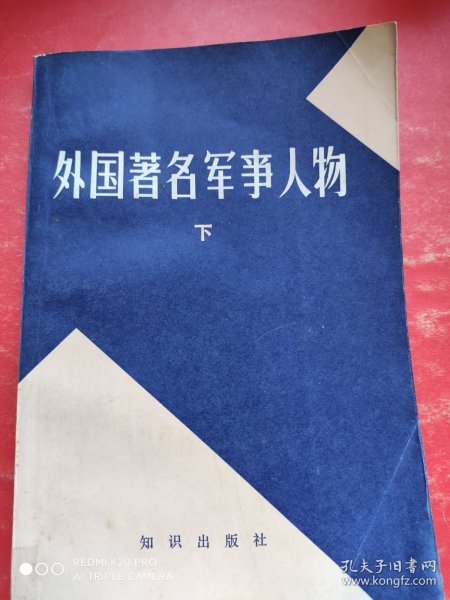 外国著名军事人物
下
知识出版社
REDMI K20 PRO
AI TRIPLE CAMERA
孔夫子旧书网
www.kongfz.com